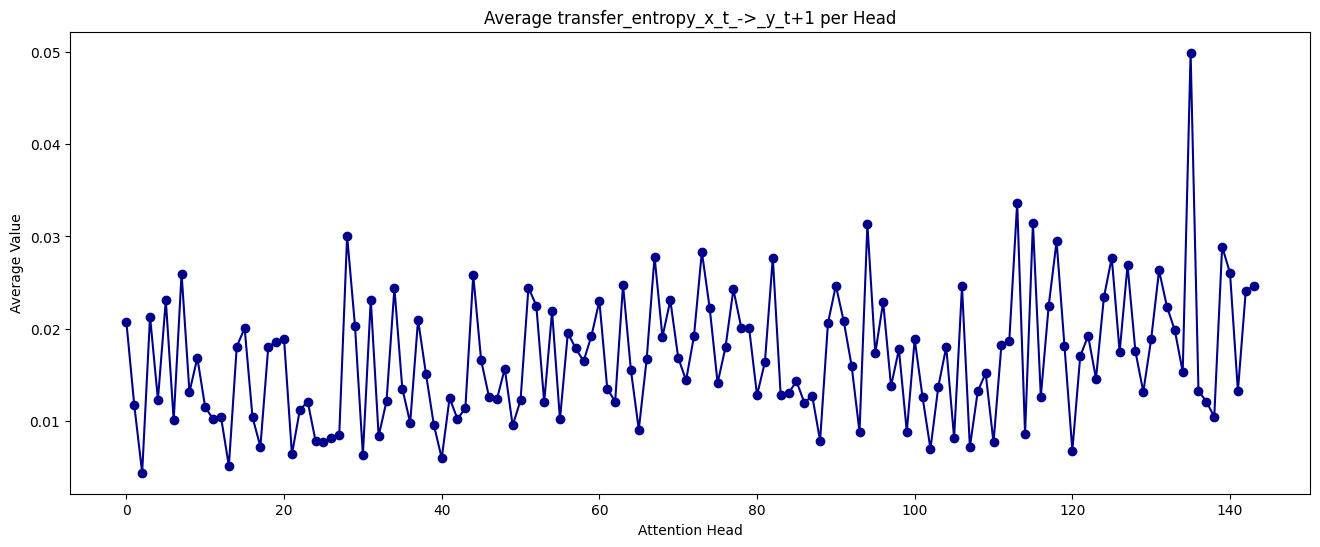 Average transfer_entropy_x_t_->_y_t+1 per Head
Average Value
0.05
0.04
0.03
0.02
0.01
0 20 40 60 80 100 120 140
Attention Head